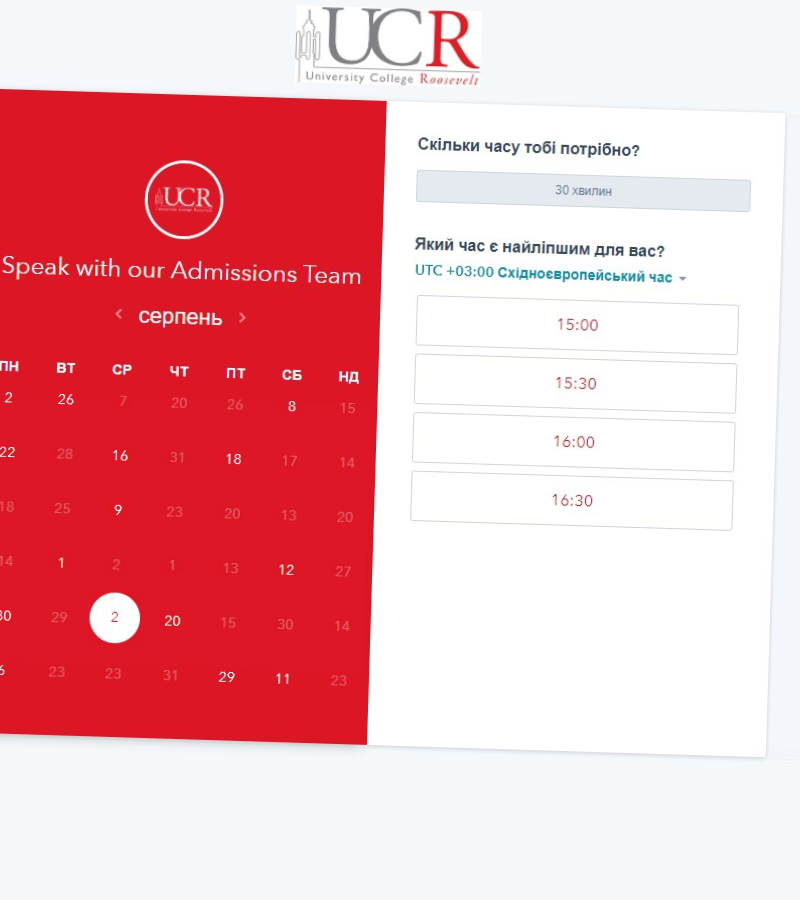 UCR
University College Roosevelt
UCR
Speak with our Admissions Team
серпень
ПН ВТ СР ЧТ ПТ СБ НД
2 26 7 20 26 8 15
22 28 16 31 18 17 14
18 25 9 23 20 13 20
14 1 2 1 13 12 27
30 29 2 20 15 30 14
6 23 23 31 29 11 23
Скільки часу тобі потрібно?
30 хвилин
Який час є найліпшим для вас?
UTC +03:00 Східноєвропейський час
15:00
15:30
16:00
16:30